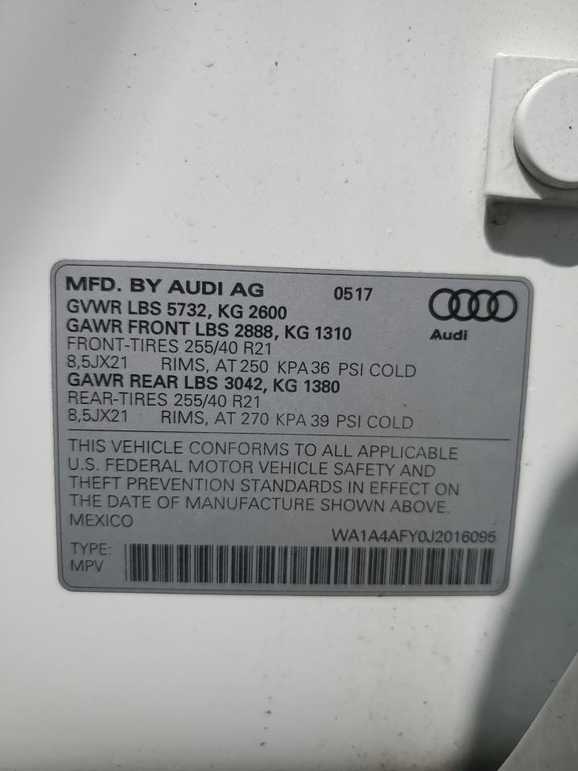 MFD. BY AUDI AG 0517
GVWR LBS 5732, KG 2600
GAWR FRONT LBS 2888, KG 1310
Audi
FRONT-TIRES 255/40 R21
8,5JX21 RIMS, AT 250 KPA 36 PSI COLD
GAWR REAR LBS 3042, KG 1380
REAR-TIRES 255/40 R21
8,5JX21 RIMS, AT 270 KPA 39 PSI COLD
THIS VEHICLE CONFORMS TO ALL APPLICABLE
U.S. FEDERAL MOTOR VEHICLE SAFETY AND
THEFT PREVENTION STANDARDS IN EFFECT ON
THE DATE OF MANUFACTURE SHOWN ABOVE.
MEXICO
WA1A4AFY0J2016095
TYPE:
MPV